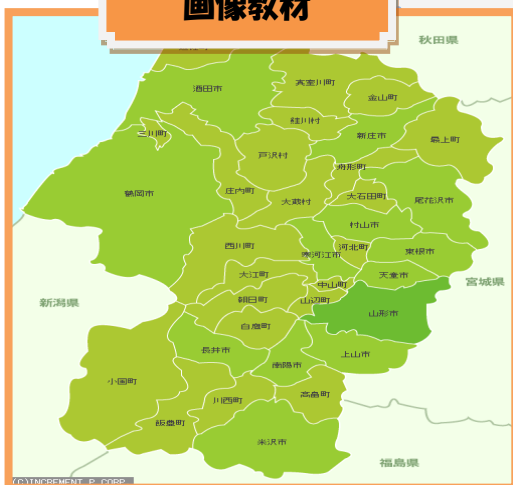 画像教材
秋田県
酒田市
真室川町
金山町
鮭川村
三川町
新庄市
最上町
戸沢村
舟形町
鶴岡市
庄内町
大蔵村
大石田町
尾花沢市
村山市
西川町
寒河江市
河北町
東根市
大江町
天童市
中山町
宮城県
新潟県
朝日町
山辺町
山形市
白鷹町
長井市
上山市
南陽市
小国町
川西町
高畠町
飯豊町
米沢市
福島県
(C)INCREMENT P CORP.